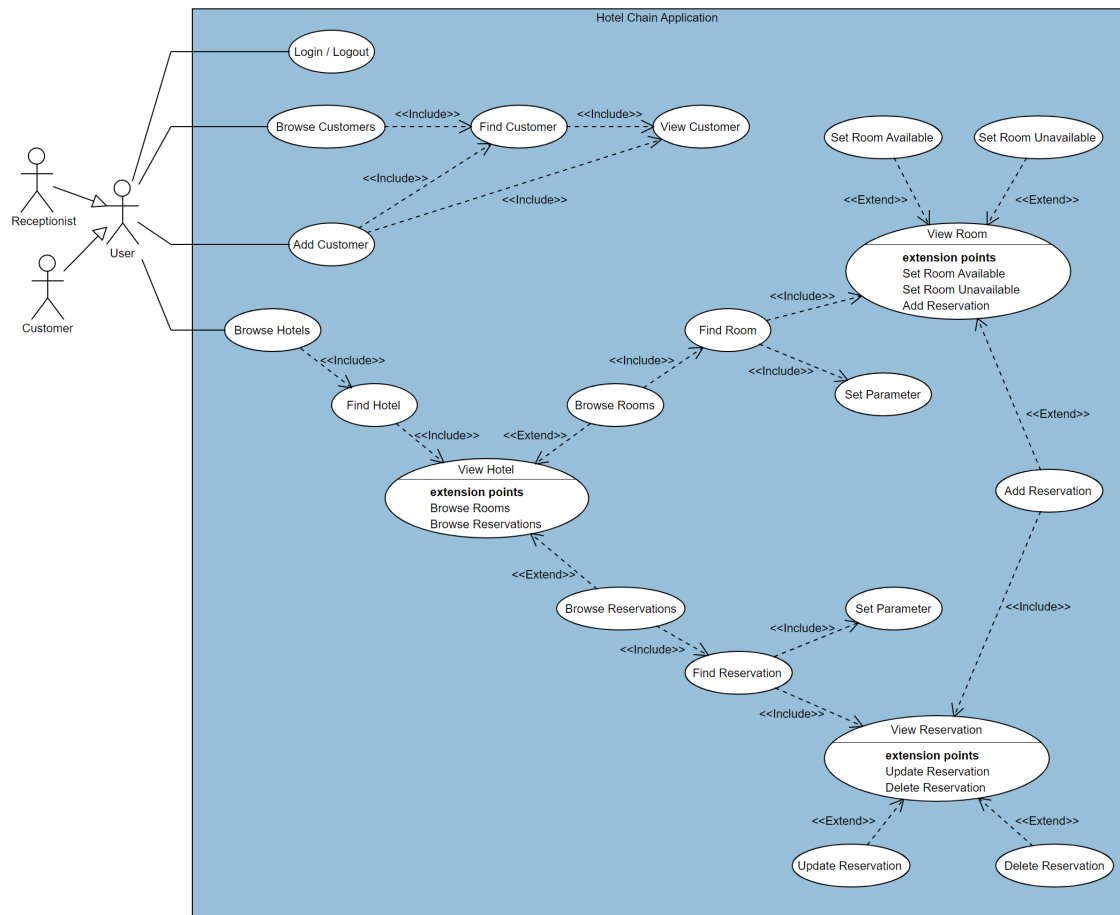 Hotel Chain Application
Login / Logout
Browse Customers
<<Include>>
Find Customer
<<Include>>
View Customer
Set Room Available
Set Room Unavailable
Receptionist
<<Include>>
<<Include>>
<<Extend>>
<<Extend>>
User
Add Customer
View Room
extension points
Set Room Available
Set Room Unavailable
Add Reservation
Customer
Browse Hotels
<<Include>>
Find Room
<<Include>>
<<Include>>
<<Include>>
<<Include>>
Find Hotel
Browse Rooms
Set Parameter
<<Include>>
<<Extend>>
<<Extend>>
View Hotel
extension points
Browse Rooms
Browse Reservations
Add Reservation
<<Extend>>
Browse Reservations
Set Parameter
<<Include>>
<<Include>>
<<Include>>
Find Reservation
<<Include>>
View Reservation
extension points
Update Reservation
Delete Reservation
<<Extend>>
<<Extend>>
Update Reservation
Delete Reservation